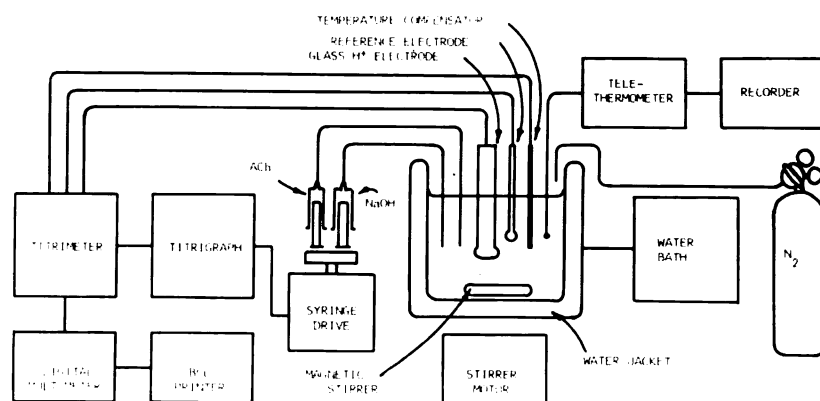 TEMPERATURE COMPENSATOR
REFERENCE ELECTRODE
GLASS H+ ELECTRODE
TELE-
THERMOMETER
RECORDER
ACh
NaOH
TITRIMETER
TITRIGRAPH
SYRINGE
DRIVE
WATER
BATH
N2
DIGITAL
PRINTER
MAGNETIC
STIRRER
STIRRER
MOTOR
WATER JACKET